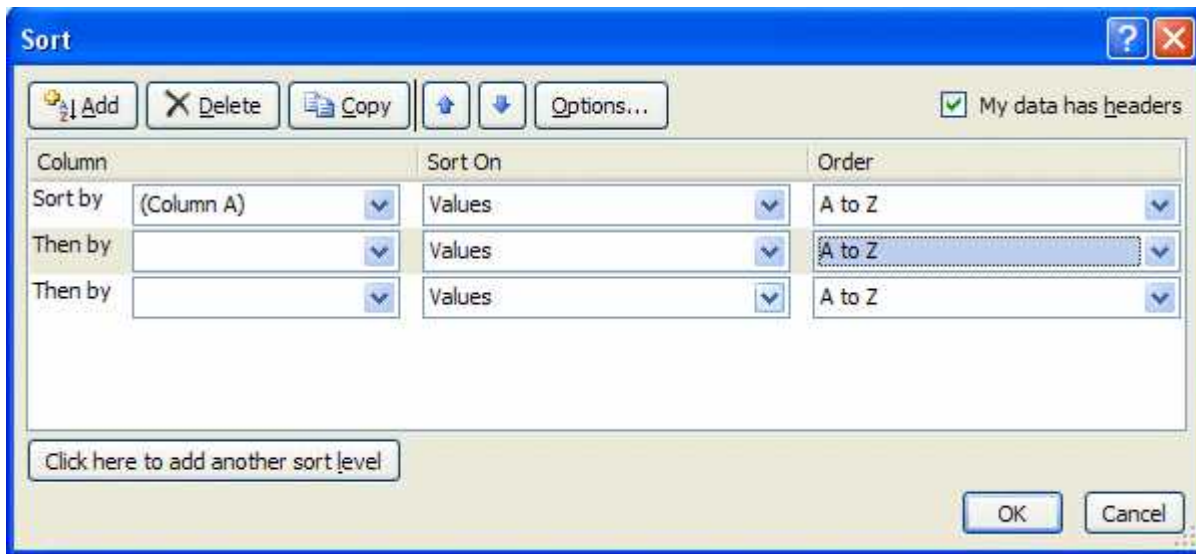 Sort
Add Delete Copy Options... My data has headers
Column Sort On Order
Sort by (Column A) Values A to Z
Then by Values A to Z
Then by Values A to Z
Click here to add another sort level
OK Cancel